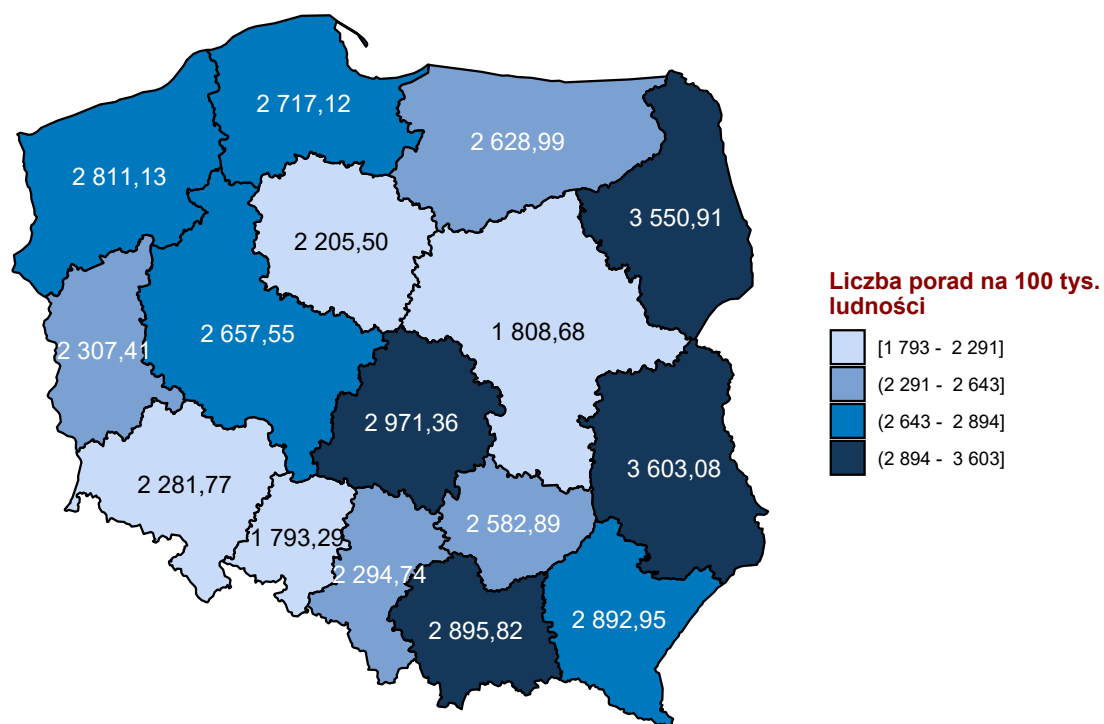 2 717,12
2 628,99
2 811,13
3 550,91
2 205,50
Liczba porad na 100 tys.
ludności
1 808,68
2 657,55
2 307,41
[1 793 - 2 291]
(2 291 - 2 643]
(2 643 - 2 894]
(2 894 - 3 603]
2 971,36
3 603,08
2 281,77
2 582,89
1 793,29
2 294,74
2 895,82
2 892,95